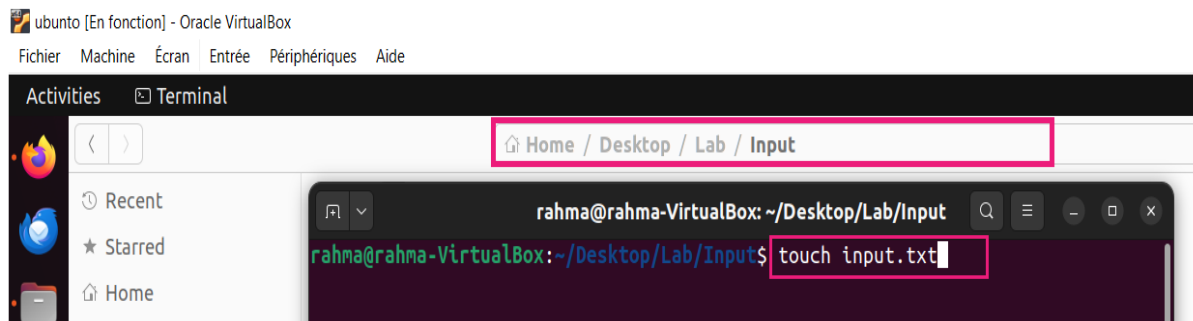 ubunto [En fonction] - Oracle VirtualBox
Fichier Machine Écran Entrée Périphériques Aide
Activities Terminal
Home / Desktop / Lab / Input
Recent
rahma@rahma-VirtualBox: ~/Desktop/Lab/Input
Starred
rahma@rahma-VirtualBox:~/Desktop/Lab/Input$ touch input.txt
Home